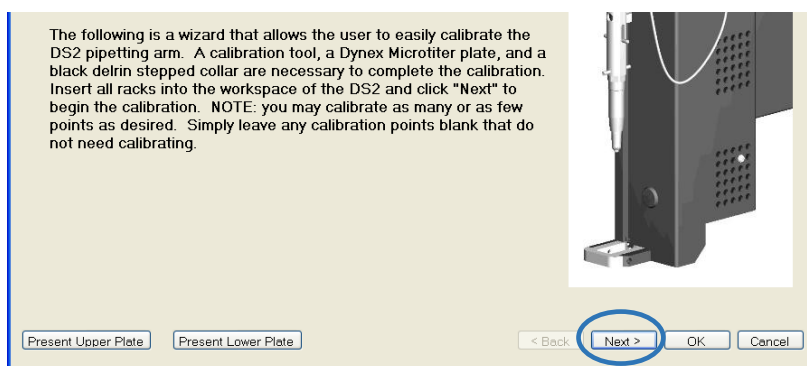 The following is a wizard that allows the user to easily calibrate the
DS2 pipetting arm.  A calibration tool, a Dynex Microtiter plate, and a
black delrin stepped collar are necessary to complete the calibration.
Insert all racks into the workspace of the DS2 and click "Next" to
begin the calibration.  NOTE: you may calibrate as many or as few
points as desired.  Simply leave any calibration points blank that do
not need calibrating.
Present Upper Plate Present Lower Plate < Back Next > OK Cancel